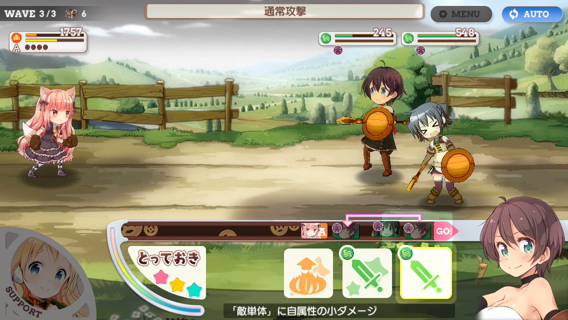 WAVE 3/3 6
通常攻撃
MENU
AUTO
1757
A
245
548
GO!
とっておき
SUPPORT
「敵単体」に自属性の小ダメージ